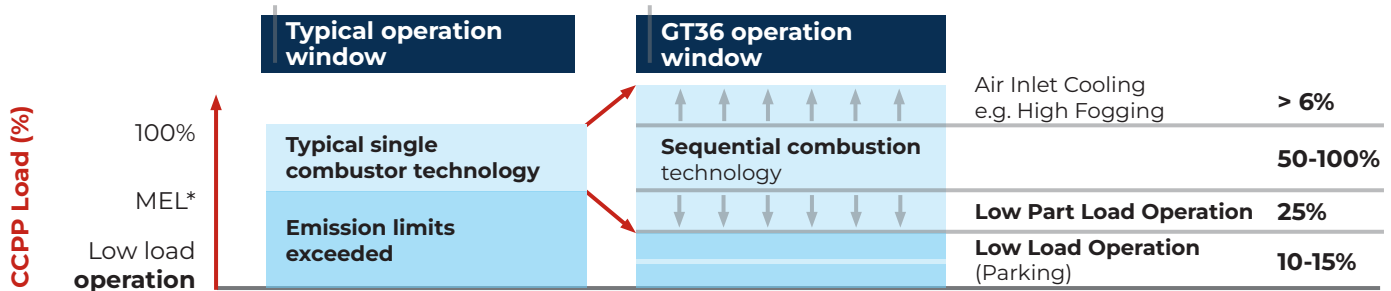 Typical operation
window
GT36 operation
window
CCPP Load (%)
100%
MEL*
Low load
operation
Typical single
combustor technology
Emission limits
exceeded
Sequential combustion
technology
Air Inlet Cooling
e.g. High Fogging
> 6%
50-100%
Low Part Load Operation
25%
Low Load Operation
(Parking)
10-15%